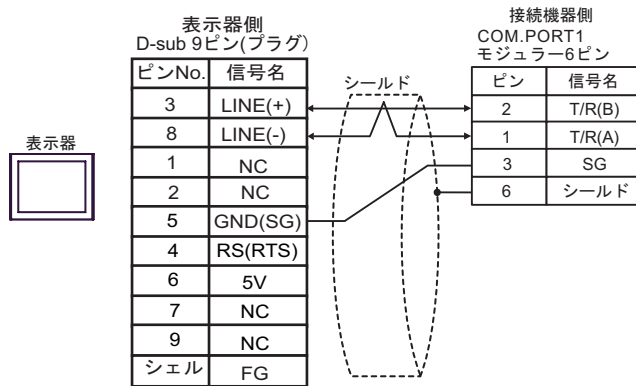 表示器
表示器側
D-sub 9ピン(プラグ)
ピンNo. 信号名
3 LINE(+)
8 LINE(-)
1 NC
2 NC
5 GND(SG)
4 RS(RTS)
6 5V
7 NC
9 NC
シェル FG
シールド
接続機器側
COM.PORT1
モジュラー6ピン
ピン 信号名
2 T/R(B)
1 T/R(A)
3 SG
6 シールド